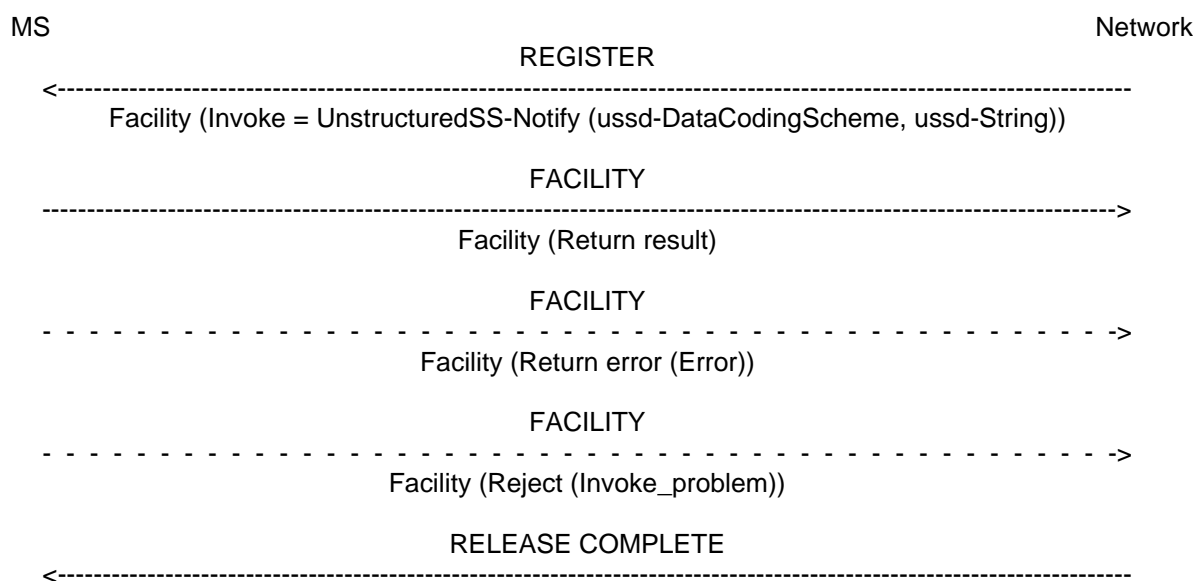 MS Network
REGISTER
<------------------------------------------------------------------------------------------------------------------------
Facility (Invoke = UnstructuredSS-Notify (ussd-DataCodingScheme, ussd-String))
FACILITY
------------------------------------------------------------------------------------------------------------------------>
Facility (Return result)
FACILITY
- - - - - - - - - - - - - - - - - - - - - - - - - - - - - - - - - - - - - - - - - - - - - ->
Facility (Return error (Error))
FACILITY
- - - - - - - - - - - - - - - - - - - - - - - - - - - - - - - - - - - - - - - - - - - - - ->
Facility (Reject (Invoke_problem))
RELEASE COMPLETE
<------------------------------------------------------------------------------------------------------------------------